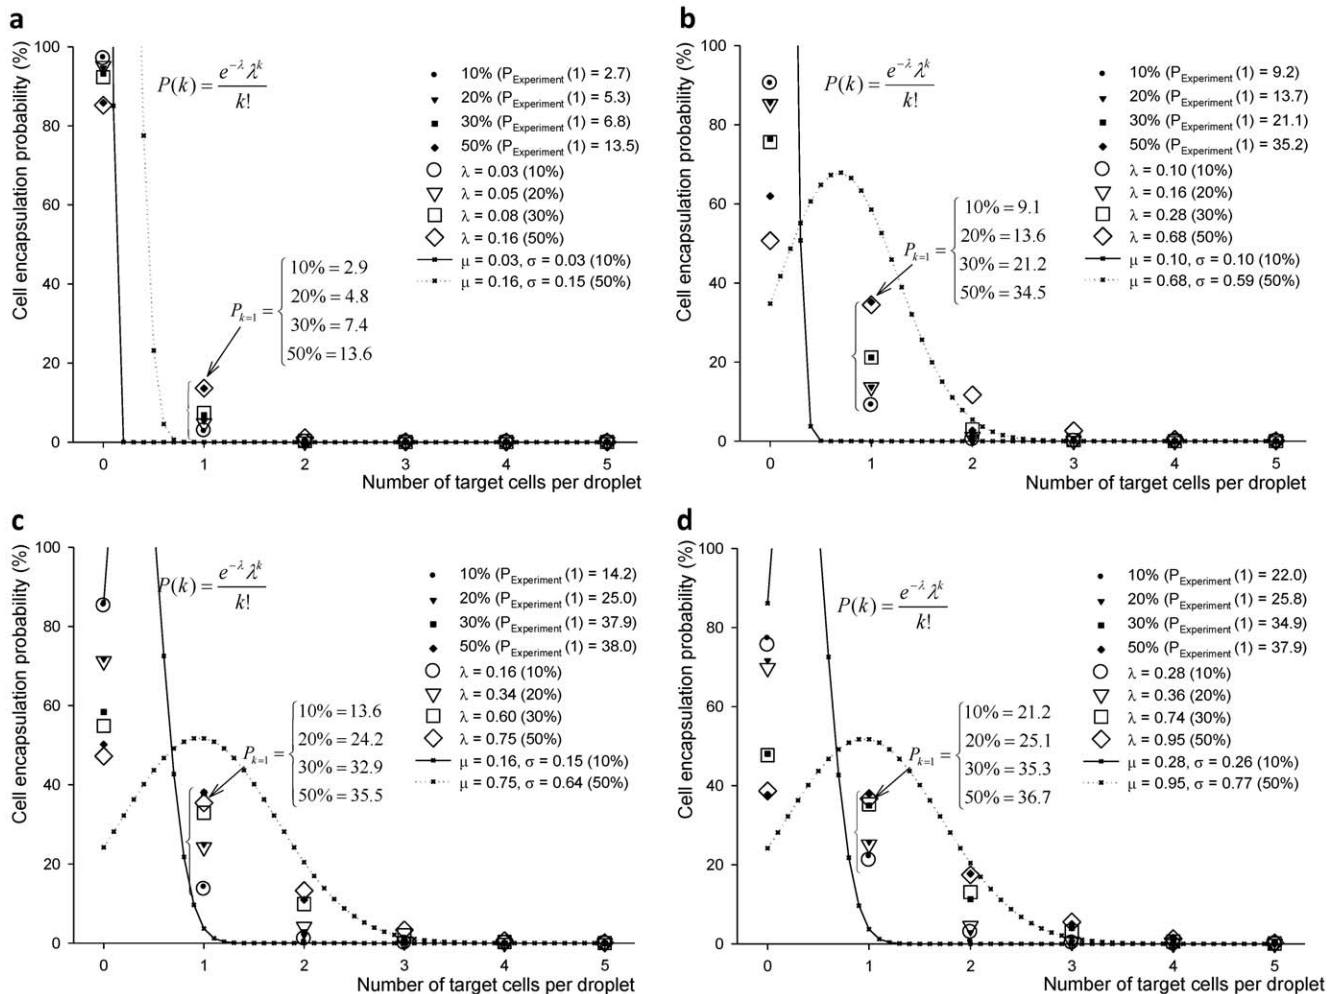 a
Cell encapsulation probability (%)
100
80
60
40
20
0
P(k) = e^{-λ} λ^k / k!
10% (P_Experiment (1) = 2.7)
20% (P_Experiment (1) = 5.3)
30% (P_Experiment (1) = 6.8)
50% (P_Experiment (1) = 13.5)
λ = 0.03 (10%)
λ = 0.05 (20%)
λ = 0.08 (30%)
λ = 0.16 (50%)
μ = 0.03, σ = 0.03 (10%)
μ = 0.16, σ = 0.15 (50%)
P_{k=1} =
10% = 2.9
20% = 4.8
30% = 7.4
50% = 13.6
0 1 2 3 4 5
Number of target cells per droplet
b
Cell encapsulation probability (%)
100
80
60
40
20
0
P(k) = e^{-λ} λ^k / k!
10% (P_Experiment (1) = 9.2)
20% (P_Experiment (1) = 13.7)
30% (P_Experiment (1) = 21.1)
50% (P_Experiment (1) = 35.2)
λ = 0.10 (10%)
λ = 0.16 (20%)
λ = 0.28 (30%)
λ = 0.68 (50%)
μ = 0.10, σ = 0.10 (10%)
μ = 0.68, σ = 0.59 (50%)
P_{k=1} =
10% = 9.1
20% = 13.6
30% = 21.2
50% = 34.5
0 1 2 3 4 5
Number of target cells per droplet
c
Cell encapsulation probability (%)
100
80
60
40
20
0
P(k) = e^{-λ} λ^k / k!
10% (P_Experiment (1) = 14.2)
20% (P_Experiment (1) = 25.0)
30% (P_Experiment (1) = 37.9)
50% (P_Experiment (1) = 38.0)
λ = 0.16 (10%)
λ = 0.34 (20%)
λ = 0.60 (30%)
λ = 0.75 (50%)
μ = 0.16, σ = 0.15 (10%)
μ = 0.75, σ = 0.64 (50%)
P_{k=1} =
10% = 13.6
20% = 24.2
30% = 32.9
50% = 35.5
0 1 2 3 4 5
Number of target cells per droplet
d
Cell encapsulation probability (%)
100
80
60
40
20
0
P(k) = e^{-λ} λ^k / k!
10% (P_Experiment (1) = 22.0)
20% (P_Experiment (1) = 25.8)
30% (P_Experiment (1) = 34.9)
50% (P_Experiment (1) = 37.9)
λ = 0.28 (10%)
λ = 0.36 (20%)
λ = 0.74 (30%)
λ = 0.95 (50%)
μ = 0.28, σ = 0.26 (10%)
μ = 0.95, σ = 0.77 (50%)
P_{k=1} =
10% = 21.2
20% = 25.1
30% = 35.3
50% = 36.7
0 1 2 3 4 5
Number of target cells per droplet